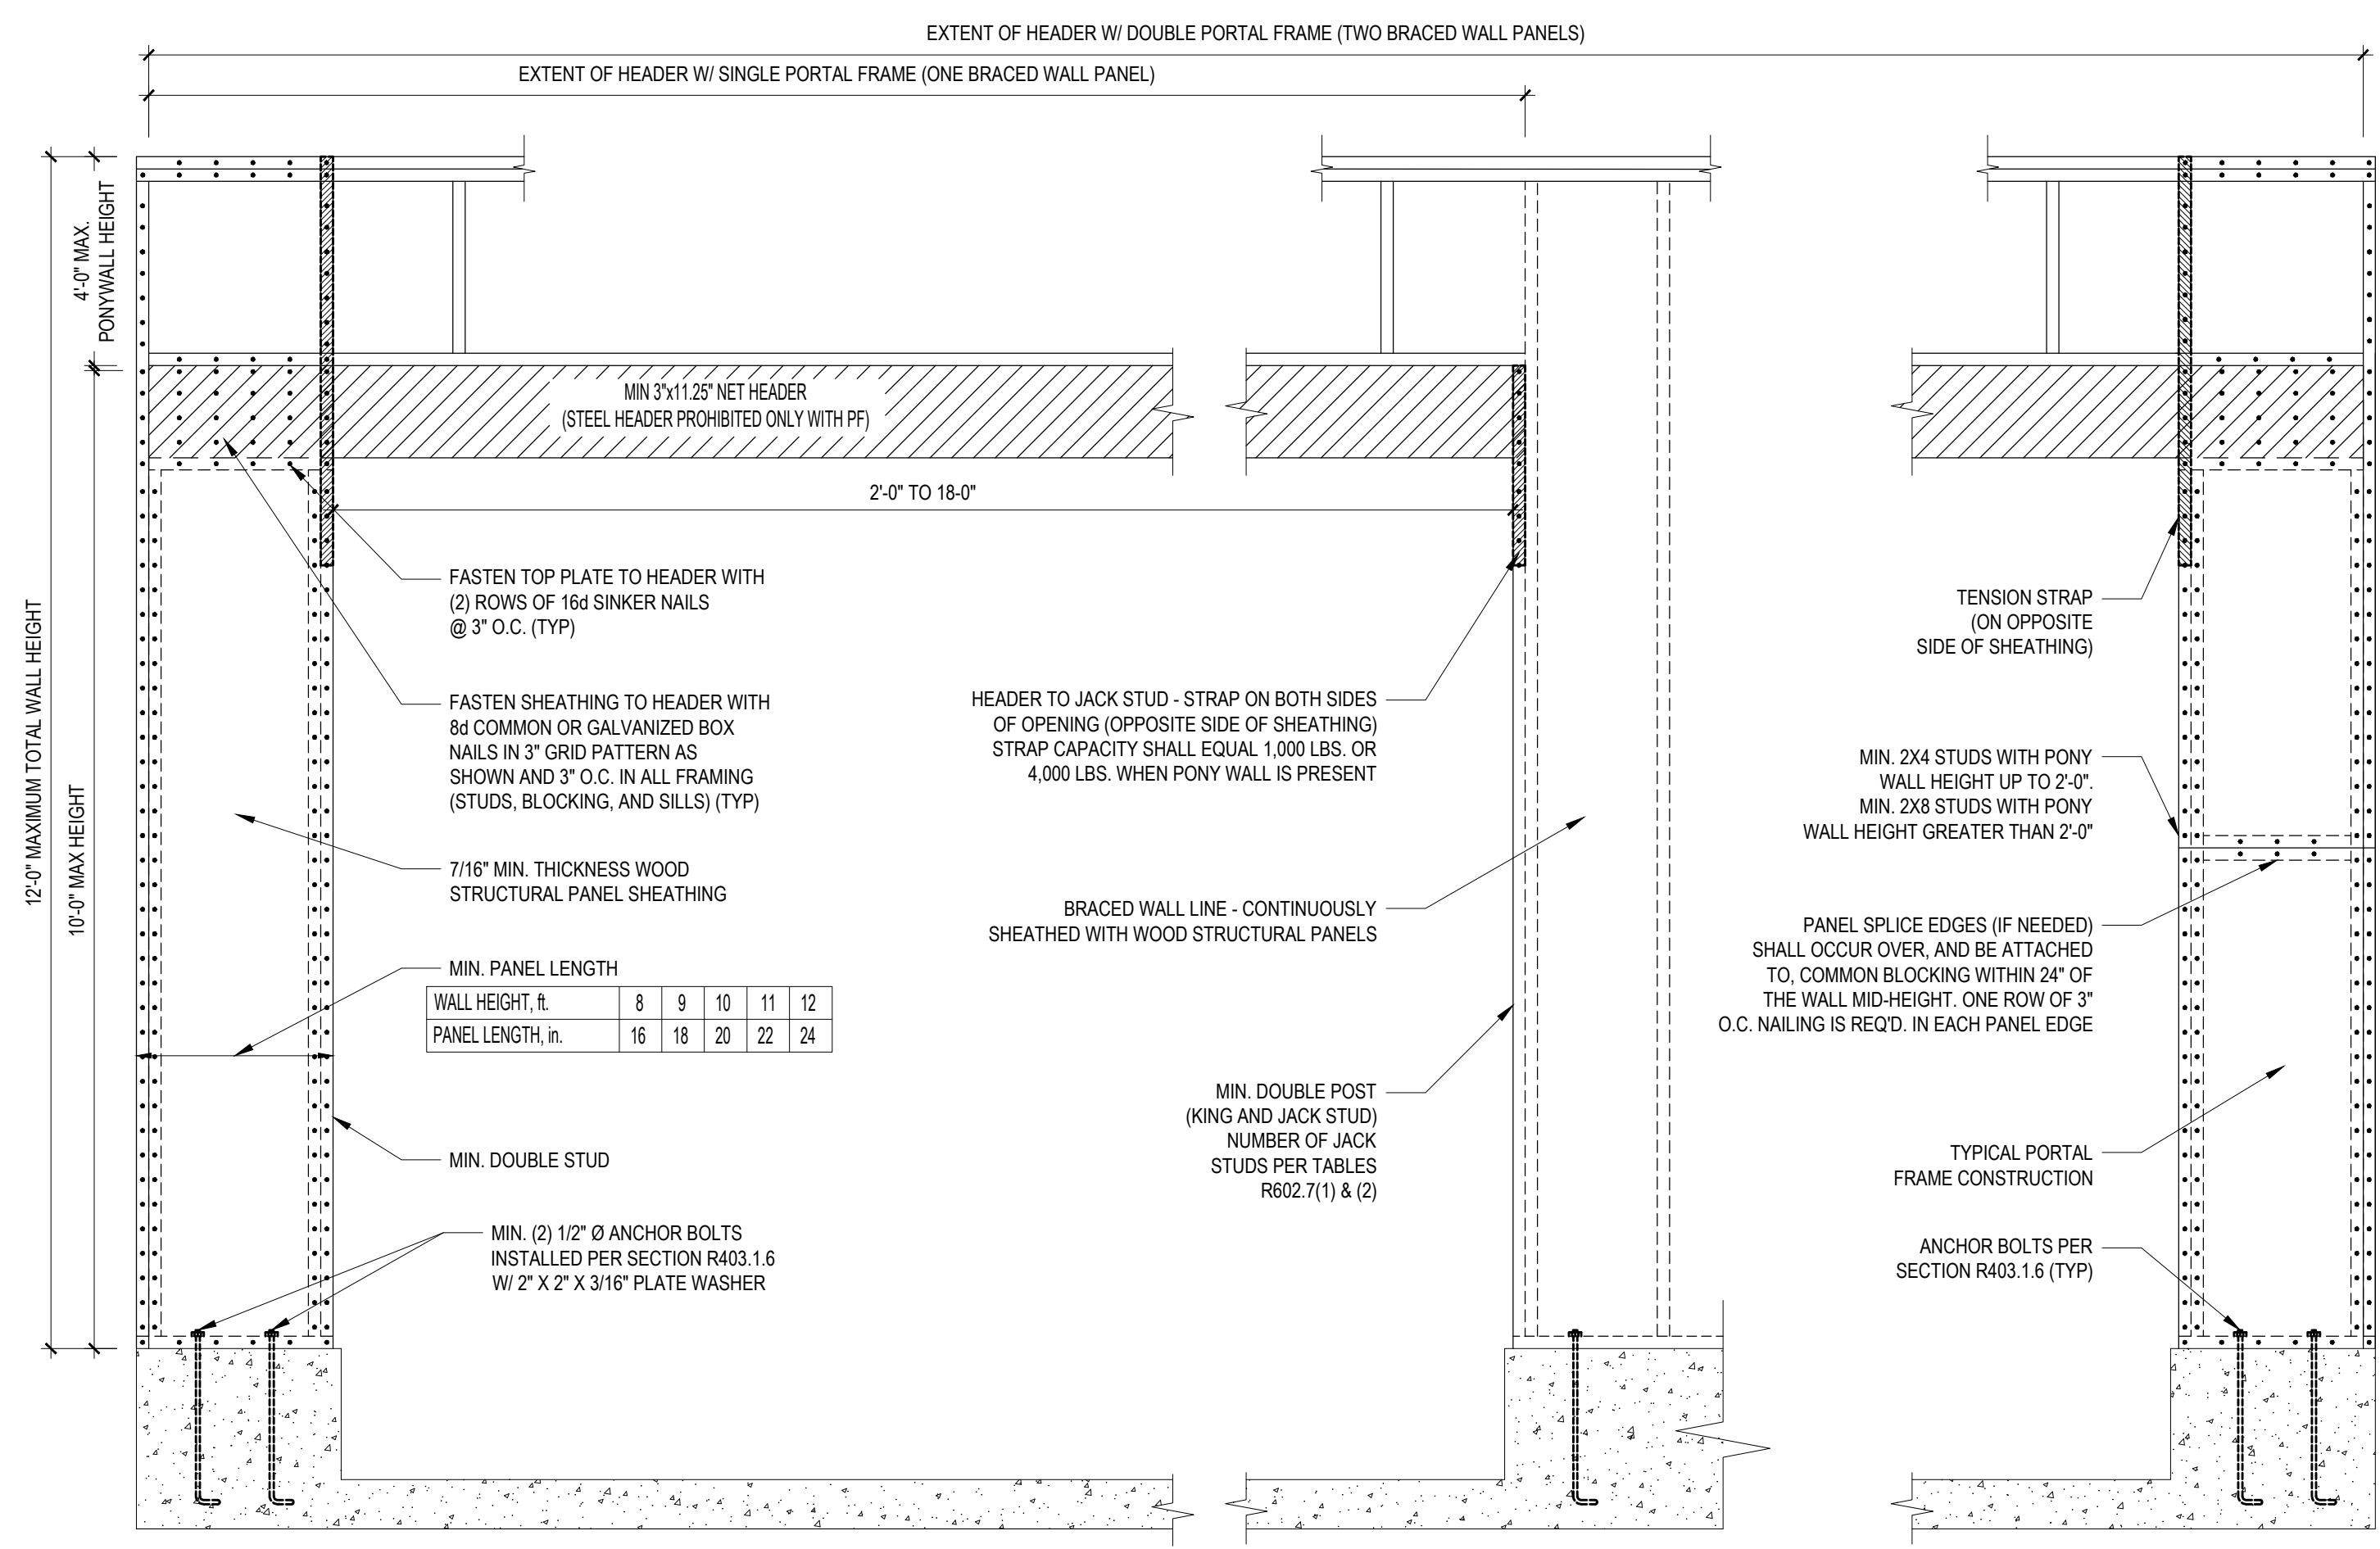 EXTENT OF HEADER W/ DOUBLE PORTAL FRAME (TWO BRACED WALL PANELS)
EXTENT OF HEADER W/ SINGLE PORTAL FRAME (ONE BRACED WALL PANEL)
12'-0" MAXIMUM TOTAL WALL HEIGHT
4'-0" MAX.
PONYWALL HEIGHT
10'-0" MAX HEIGHT
MIN 3"x11.25" NET HEADER
(STEEL HEADER PROHIBITED ONLY WITH PF)
2'-0" TO 18-0"
FASTEN TOP PLATE TO HEADER WITH
(2) ROWS OF 16d SINKER NAILS
@ 3" O.C. (TYP)
FASTEN SHEATHING TO HEADER WITH
8d COMMON OR GALVANIZED BOX
NAILS IN 3" GRID PATTERN AS
SHOWN AND 3" O.C. IN ALL FRAMING
(STUDS, BLOCKING, AND SILLS) (TYP)
7/16" MIN. THICKNESS WOOD
STRUCTURAL PANEL SHEATHING
MIN. PANEL LENGTH
WALL HEIGHT, ft. 8 9 10 11 12
PANEL LENGTH, in. 16 18 20 22 24
MIN. DOUBLE STUD
MIN. (2) 1/2" Ø ANCHOR BOLTS
INSTALLED PER SECTION R403.1.6
W/ 2" X 2" X 3/16" PLATE WASHER
HEADER TO JACK STUD - STRAP ON BOTH SIDES
OF OPENING (OPPOSITE SIDE OF SHEATHING)
STRAP CAPACITY SHALL EQUAL 1,000 LBS. OR
4,000 LBS. WHEN PONY WALL IS PRESENT
BRACED WALL LINE - CONTINUOUSLY
SHEATHED WITH WOOD STRUCTURAL PANELS
MIN. DOUBLE POST
(KING AND JACK STUD)
NUMBER OF JACK
STUDS PER TABLES
R602.7(1) & (2)
TENSION STRAP
(ON OPPOSITE
SIDE OF SHEATHING)
MIN. 2X4 STUDS WITH PONY
WALL HEIGHT UP TO 2'-0".
MIN. 2X8 STUDS WITH PONY
WALL HEIGHT GREATER THAN 2'-0"
PANEL SPLICE EDGES (IF NEEDED)
SHALL OCCUR OVER, AND BE ATTACHED
TO, COMMON BLOCKING WITHIN 24" OF
THE WALL MID-HEIGHT. ONE ROW OF 3"
O.C. NAILING IS REQ'D. IN EACH PANEL EDGE
TYPICAL PORTAL
FRAME CONSTRUCTION
ANCHOR BOLTS PER
SECTION R403.1.6 (TYP)